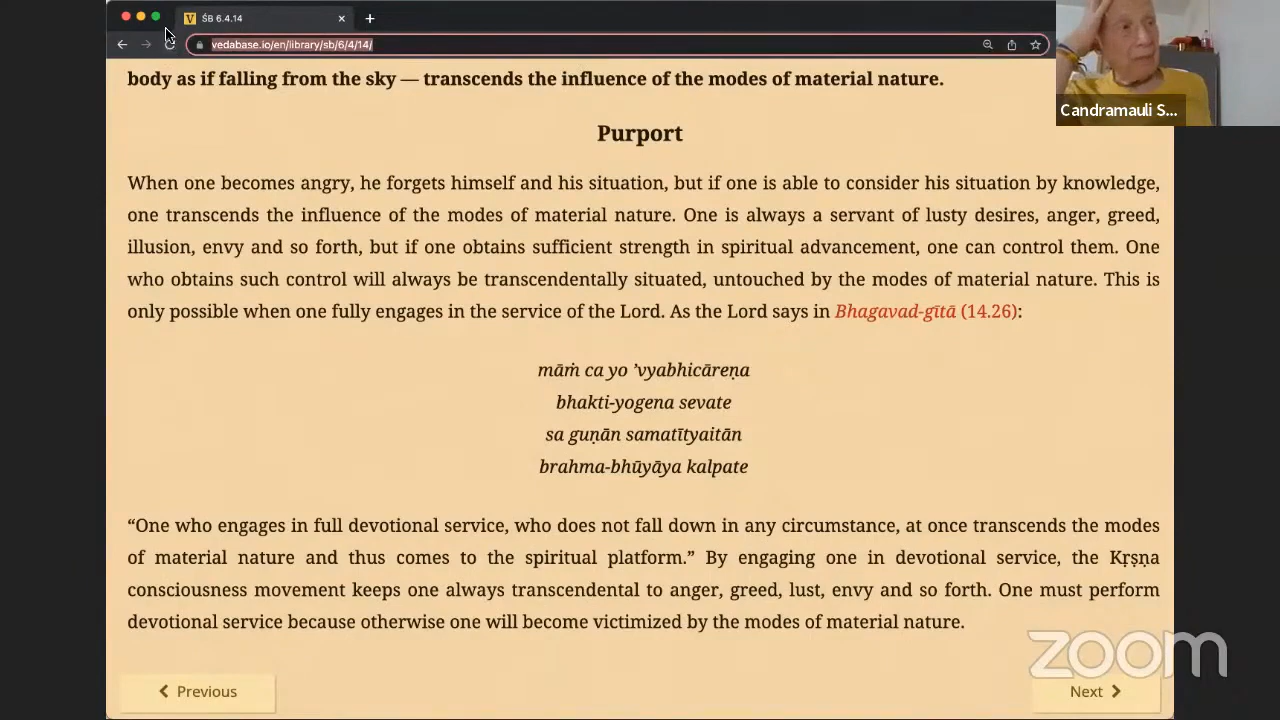 ŚB 6.4.14
vedabase.io/en/library/sb/6/4/14/
Candramauli S...
body as if falling from the sky — transcends the influence of the modes of material nature.
Purport
When one becomes angry, he forgets himself and his situation, but if one is able to consider his situation by knowledge,
one transcends the influence of the modes of material nature. One is always a servant of lusty desires, anger, greed,
illusion, envy and so forth, but if one obtains sufficient strength in spiritual advancement, one can control them. One
who obtains such control will always be transcendentally situated, untouched by the modes of material nature. This is
only possible when one fully engages in the service of the Lord. As the Lord says in Bhagavad-gītā (14.26):
māṁ ca yo ’vyabhicāreṇa
bhakti-yogena sevate
sa guṇān samatītyaitān
brahma-bhūyāya kalpate
“One who engages in full devotional service, who does not fall down in any circumstance, at once transcends the modes
of material nature and thus comes to the spiritual platform.” By engaging one in devotional service, the Kṛṣṇa
consciousness movement keeps one always transcendental to anger, greed, lust, envy and so forth. One must perform
devotional service because otherwise one will become victimized by the modes of material nature.
zoom
Previous
Next